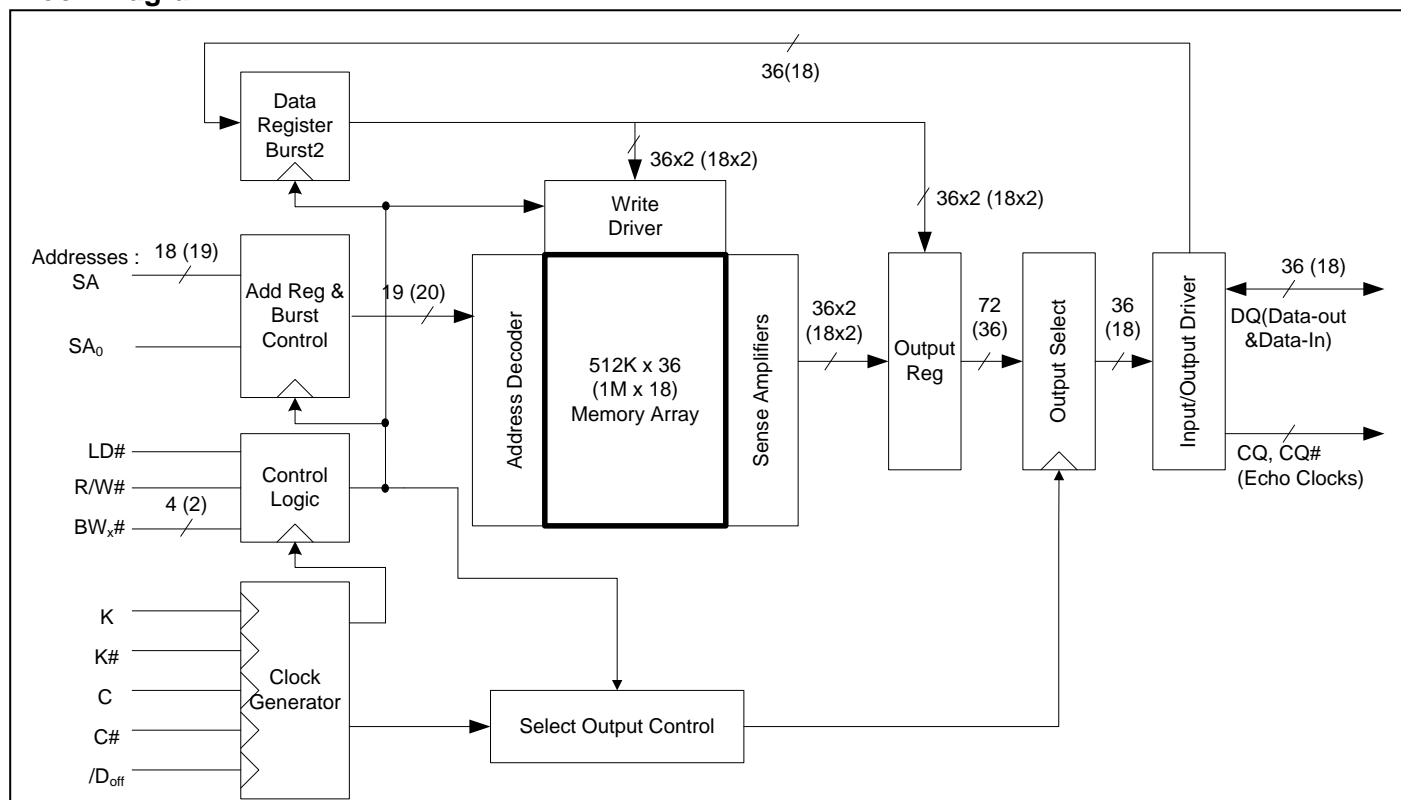 36(18)
Data
Register
Burst2
36x2 (18x2)
36x2 (18x2)
Write
Driver
Addresses :
SA
18 (19)
SA₀
Add Reg &
Burst
Control
19 (20)
Address Decoder
512K x 36
(1M x 18)
Memory Array
Sense Amplifiers
36x2
(18x2)
Output
Reg
72
(36)
Output Select
36
(18)
Input/Output Driver
36 (18)
DQ(Data-out
&Data-In)
CQ, CQ#
(Echo Clocks)
LD#
R/W#
4 (2)
BWₓ#
Control
Logic
K
K#
C
C#
/Dₒff
Clock
Generator
Select Output Control